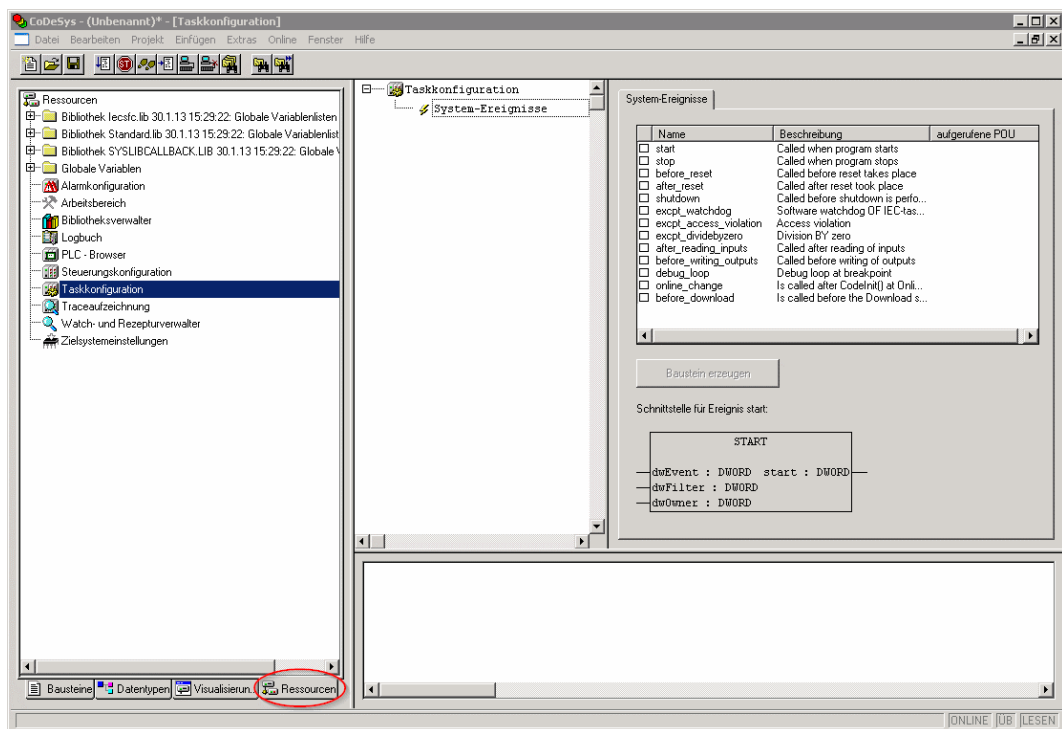 CoDeSys - (Unbenannt)* - [Taskkonfiguration]
Datei Bearbeiten Projekt Einfügen Extras Online Fenster Hilfe
Ressourcen
Bibliothek Iecsfc.lib 30.1.13 15:29:22: Globale Variablenlisten
Bibliothek Standard.lib 30.1.13 15:29:22: Globale Variablenlist
Bibliothek SYSLIBCALLBACK.LIB 30.1.13 15:29:22: Globale V
Globale Variablen
Alarmkonfiguration
Arbeitsbereich
Bibliotheksverwalter
Logbuch
PLC - Browser
Steuerungskonfiguration
Taskkonfiguration
Traceaufzeichnung
Watch- und Rezepturverwalter
Zielsystemeinstellungen
Bausteine Datentypen Visualisierun... Ressourcen
Taskkonfiguration
System-Ereignisse
System-Ereignisse
Name Beschreibung aufgerufene POU
start Called when program starts
stop Called when program stops
before_reset Called before reset takes place
after_reset Called after reset took place
shutdown Called before shutdown is perfo...
excpt_watchdog Software watchdog OF IEC-tas...
excpt_access_violation Access violation
excpt_dividebyzero Division BY zero
after_reading_inputs Called after reading of inputs
before_writing_outputs Called before writing of outputs
debug_loop Debug loop at breakpoint
online_change Is called after CodeInit() at Onli...
before_download Is called before the Download s...
Baustein erzeugen
Schnittstelle für Ereignis start:
START
dwEvent : DWORD start : DWORD
dwFilter : DWORD
dwOwner : DWORD
ONLINE ÜB LESEN